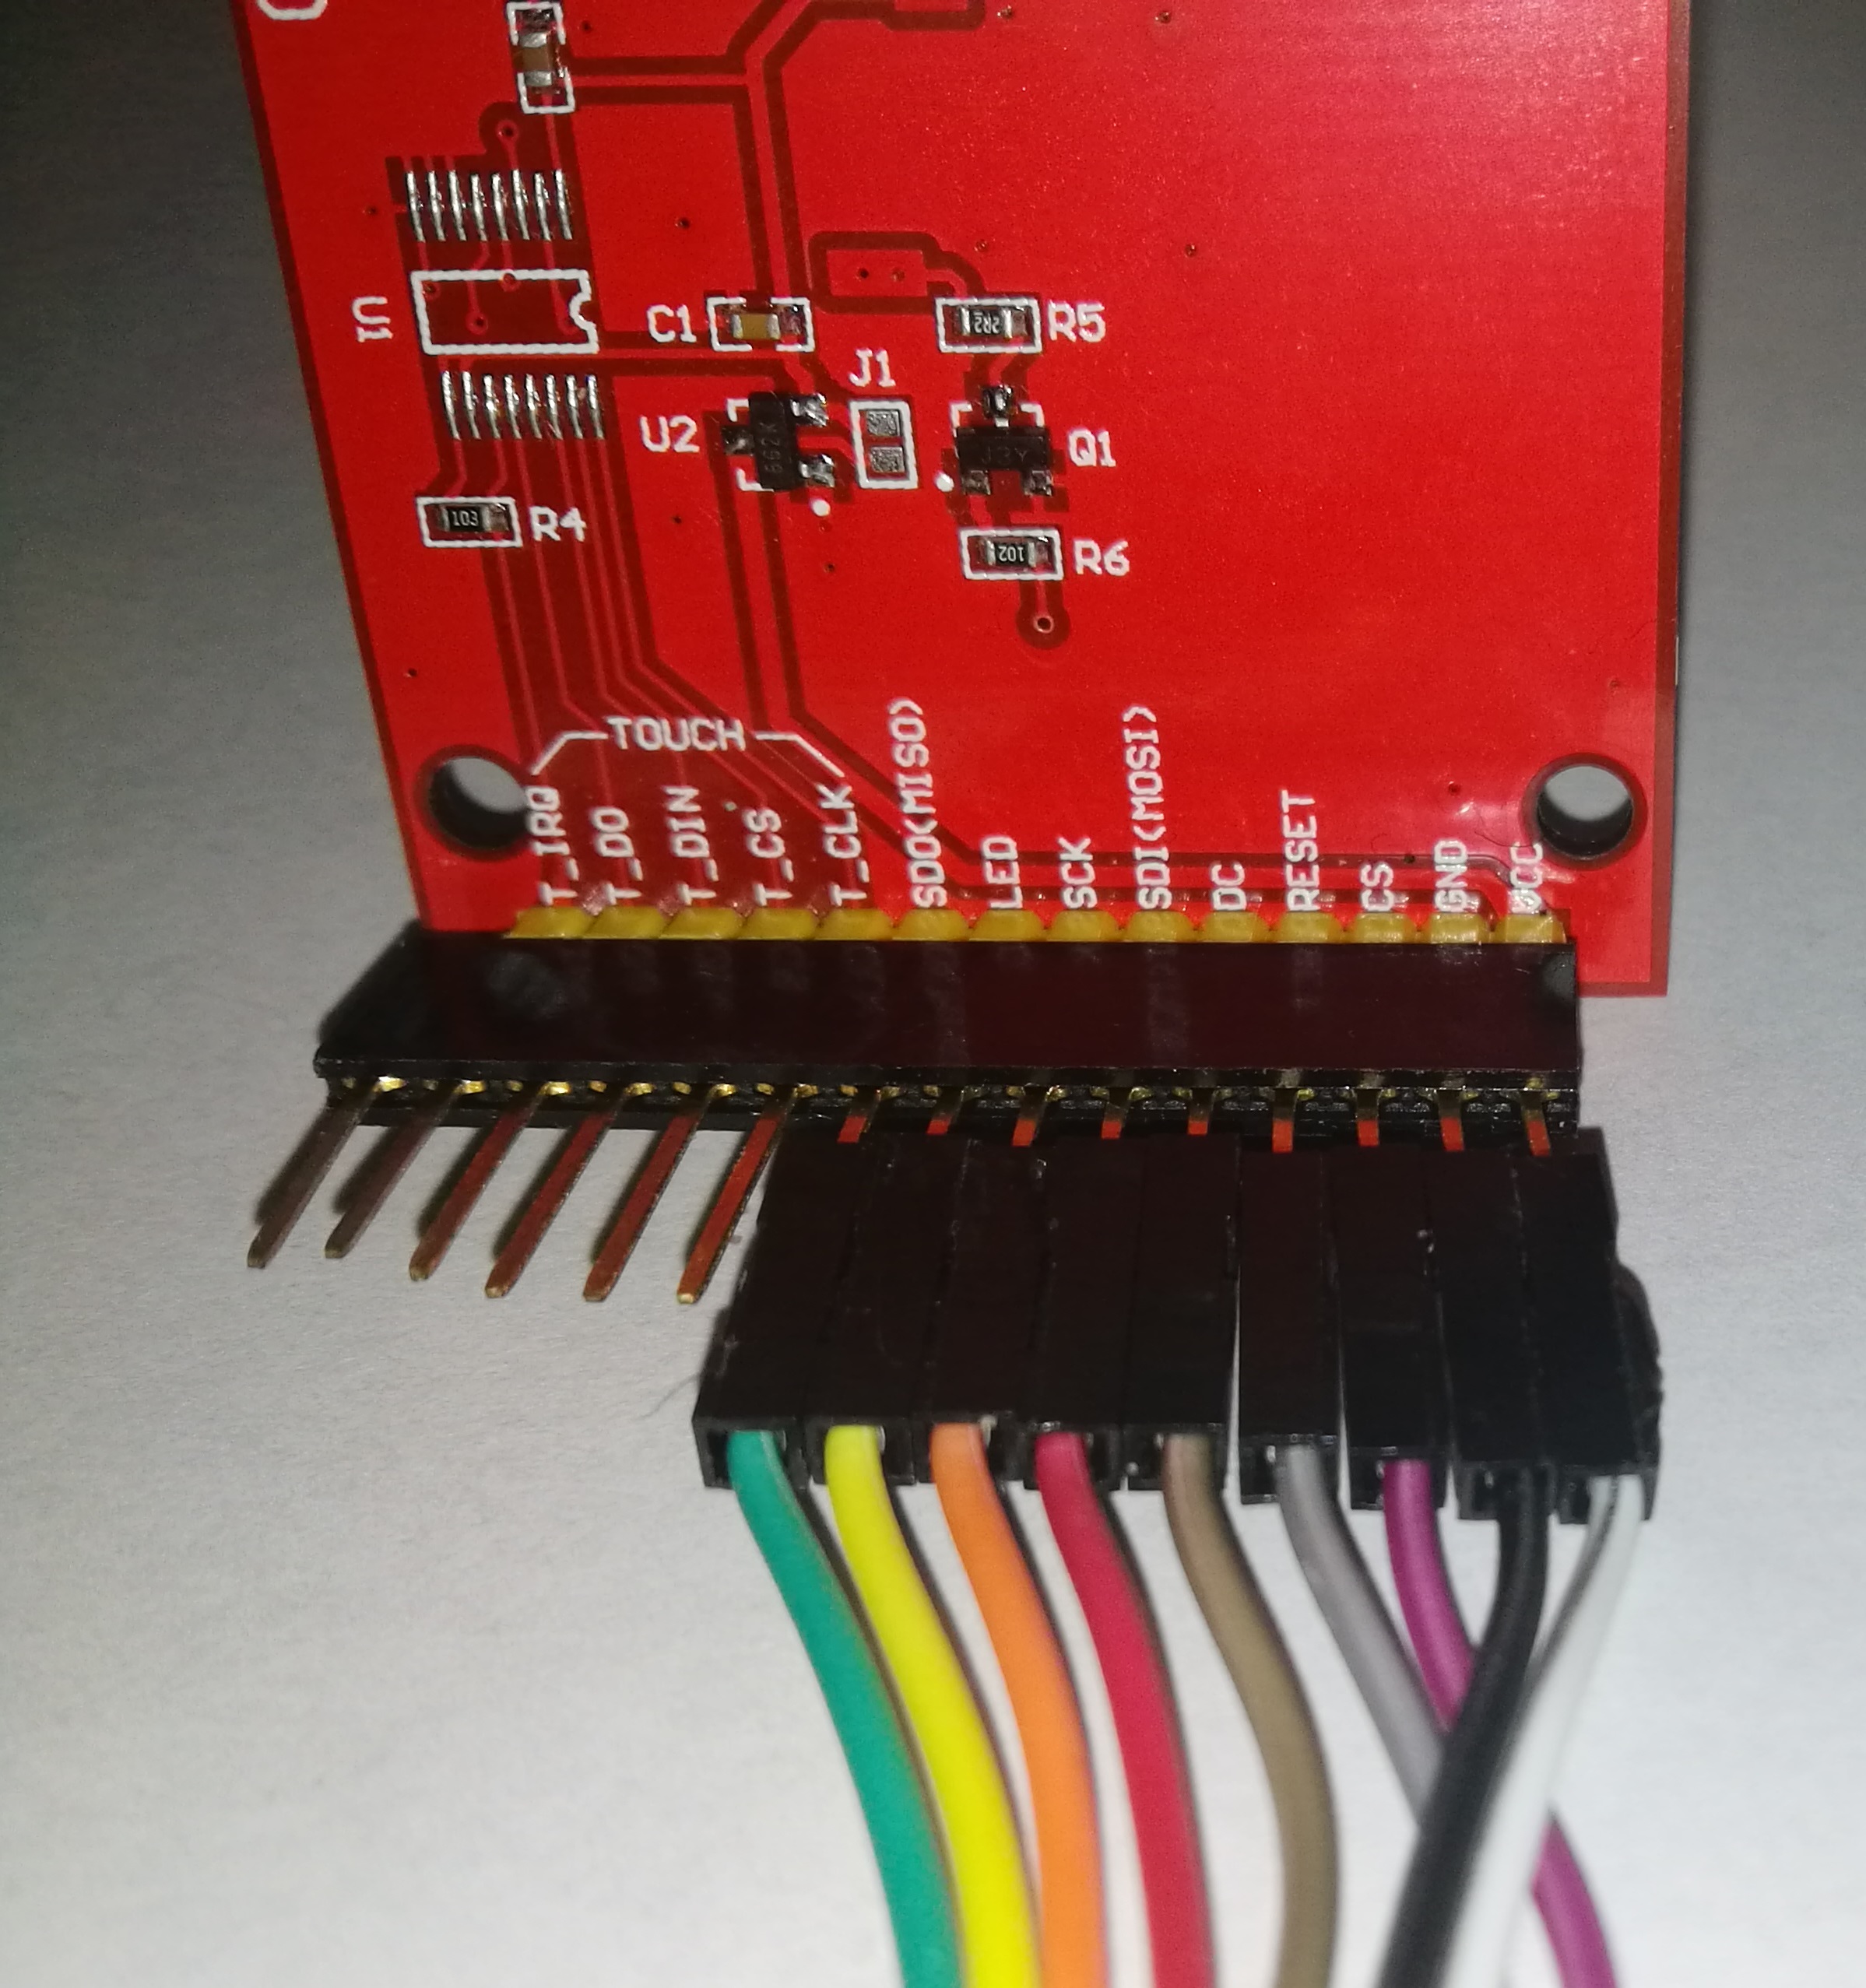 U1
C1
2R2
R5
J1
U2
662K
J3Y
Q1
103
R4
102
R6
TOUCH
T_IRQ
T_DO
T_DIN
T_CS
T_CLK
SDO(MISO)
LED
SCK
SDI(MOSI)
DC
RESET
CS
GND
VCC